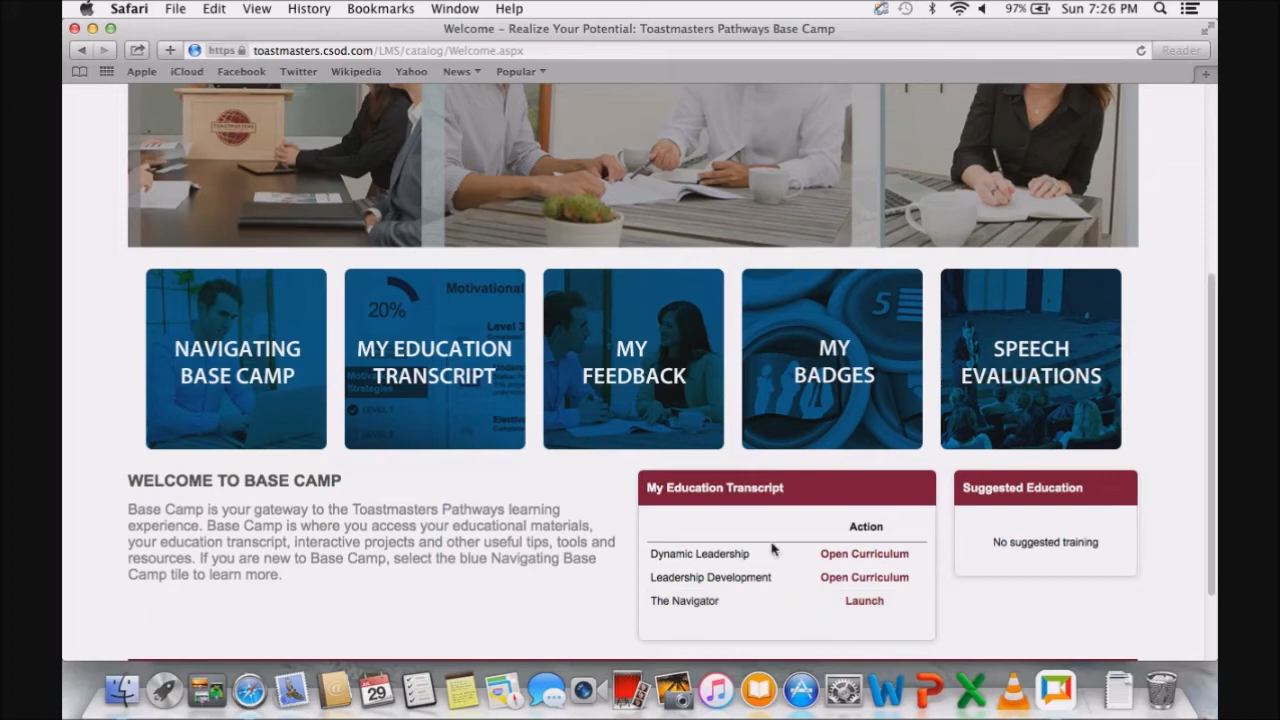 Safari File Edit View History Bookmarks Window Help 97% Sun 7:26 PM
Welcome – Realize Your Potential: Toastmasters Pathways Base Camp
https toastmasters.csod.com/LMS/catalog/Welcome.aspx Reader
Apple iCloud Facebook Twitter Wikipedia Yahoo News Popular
TOASTMASTERS
20%
Motivational
Level 3
5
NAVIGATING
BASE CAMP
MY EDUCATION
TRANSCRIPT
MY
FEEDBACK
MY
BADGES
SPEECH
EVALUATIONS
LEVEL 1
WELCOME TO BASE CAMP
Base Camp is your gateway to the Toastmasters Pathways learning
experience. Base Camp is where you access your educational materials,
your education transcript, interactive projects and other useful tips, tools and
resources. If you are new to Base Camp, select the blue Navigating Base
Camp tile to learn more.
My Education Transcript
Action
Dynamic Leadership Open Curriculum
Leadership Development Open Curriculum
The Navigator Launch
Suggested Education
No suggested training
29